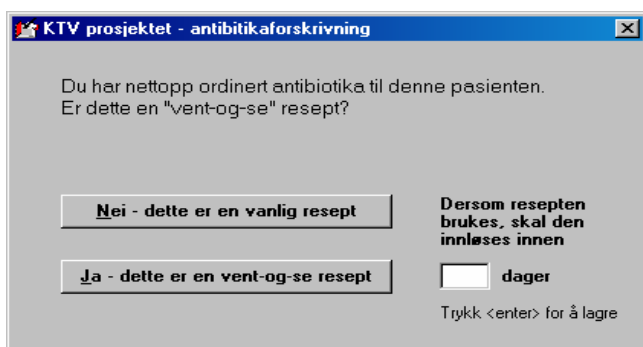 KTV prosjektet - antibitikaforskrivning
Du har nettopp ordinert antibiotika til denne pasienten.
Er dette en "vent-og-se" resept?
Nei - dette er en vanlig resept
Ja - dette er en vent-og-se resept
Dersom resepten
brukes, skal den
innløses innen
dager
Trykk <enter> for å lagre